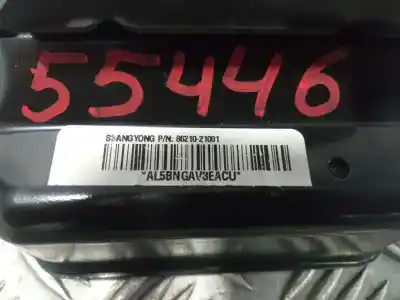 55446
SSANGYONG P/N: 86210-21001
*AL5BNGAV3EACU*